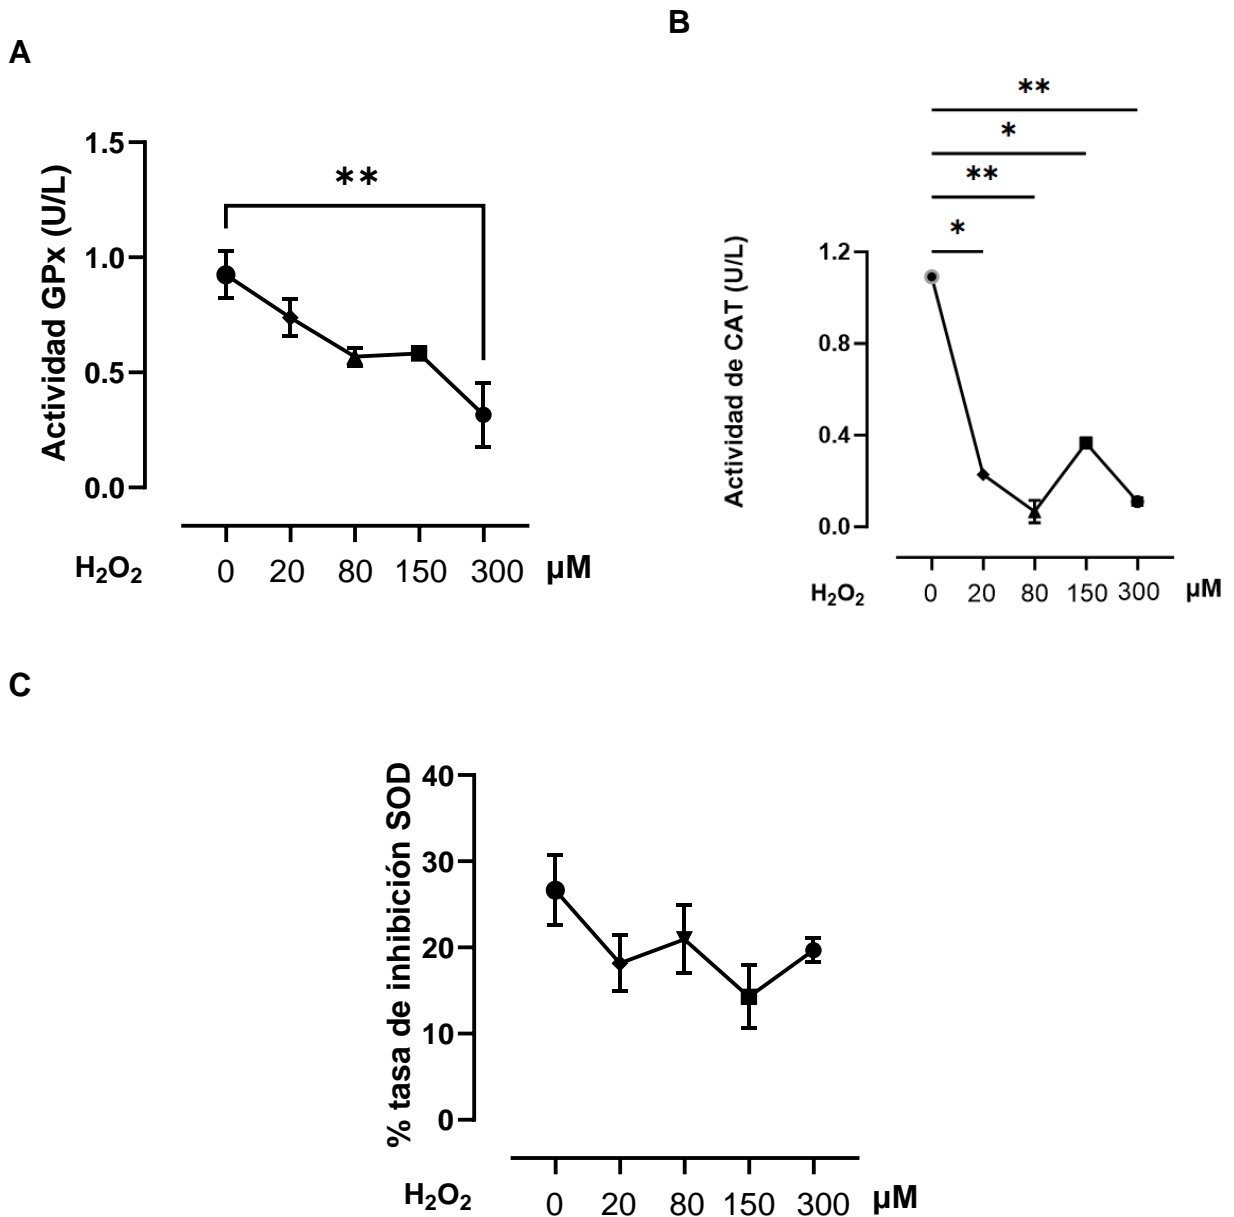 A
Actividad GPx (U/L)
1.5
1.0
0.5
0.0
**
H₂O₂ 0 20 80 150 300 µM
B
**
*
**
*
Actividad de CAT (U/L)
1.2
0.8
0.4
0.0
H₂O₂ 0 20 80 150 300 µM
C
% tasa de inhibición SOD
40
30
20
10
0
H₂O₂ 0 20 80 150 300 µM